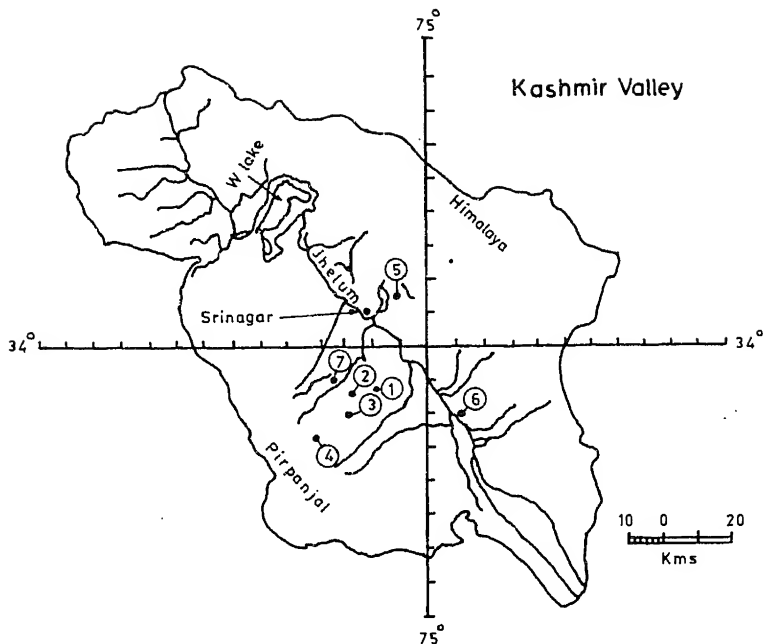 75°
Kashmir Valley
W lake
Himalaya
Jhelum
5
Srinagar
34°
34°
7
2
1
3
6
4
Pirpanjal
10 0 20
Kms
75°